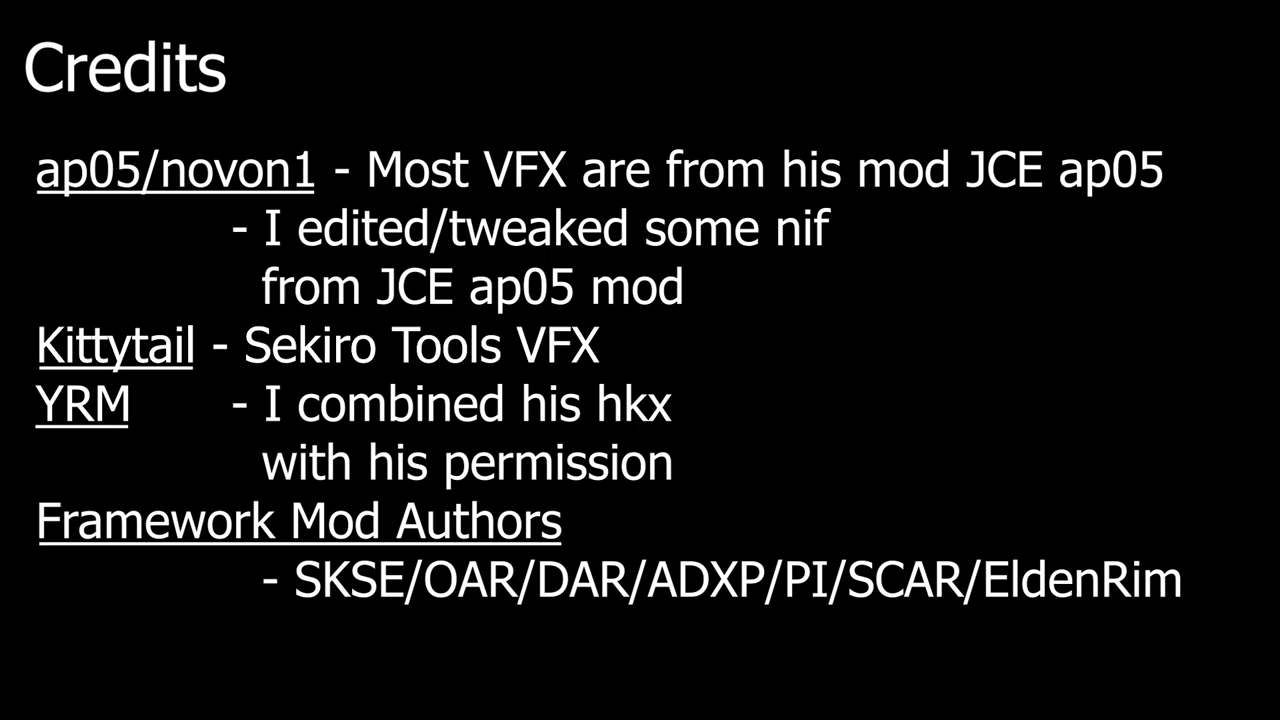 Credits
ap05/novon1 - Most VFX are from his mod JCE ap05
- I edited/tweaked some nif
from JCE ap05 mod
Kittytail - Sekiro Tools VFX
YRM - I combined his hkx
with his permission
Framework Mod Authors
- SKSE/OAR/DAR/ADXP/PI/SCAR/EldenRim